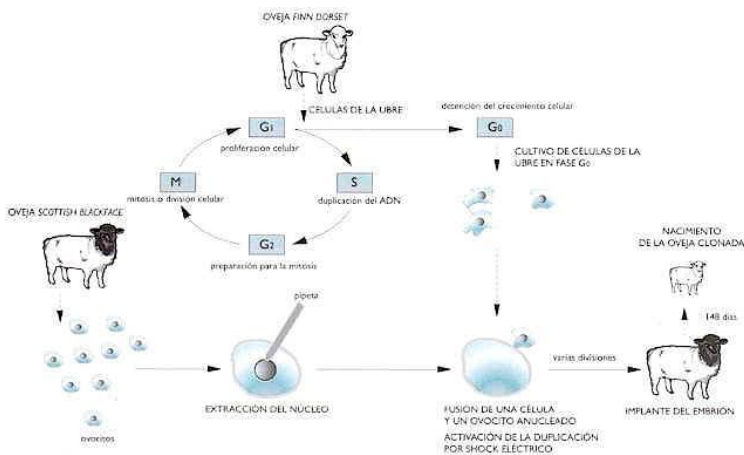 OVEJA FINN DORSET
CÉLULAS DE LA UBRE
detención del crecimiento celular
G1
G0
proliferación celular
CULTIVO DE CÉLULAS DE LA
UBRE EN FASE G0
M
S
mitosis o división celular
duplicación del ADN
OVEJA SCOTTISH BLACKFACE
G2
preparación para la mitosis
NACIMIENTO
DE LA OVEJA CLONADA
pipeta
148 días
varias divisiones
EXTRACCIÓN DEL NÚCLEO
FUSIÓN DE UNA CÉLULA
Y UN OVOCITO ANUCLEADO
ACTIVACIÓN DE LA DUPLICACIÓN
POR SHOCK ELÉCTRICO
IMPLANTE DEL EMBRIÓN
ovocitos